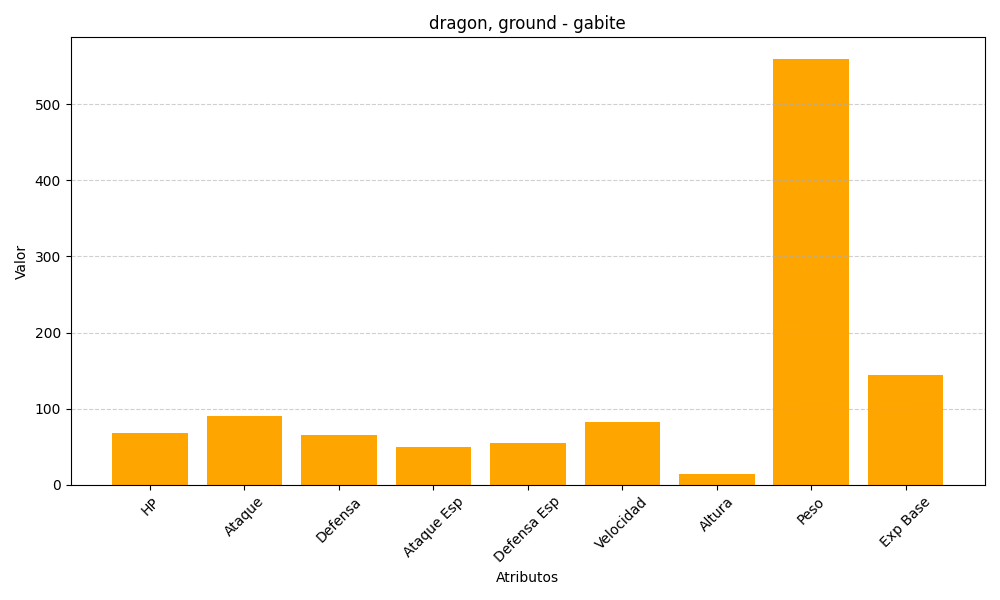 dragon, ground - gabite
Valor
500
400
300
200
100
0
HP
Ataque
Defensa
Ataque Esp
Defensa Esp
Velocidad
Altura
Peso
Exp Base
Atributos